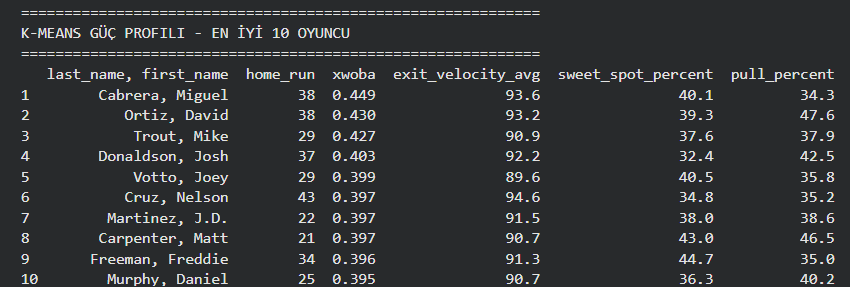 ============================================================
K-MEANS GÜÇ PROFILI - EN İYİ 10 OYUNCU
============================================================
last_name, first_name home_run xwoba exit_velocity_avg sweet_spot_percent pull_percent
1 Cabrera, Miguel 38 0.449 93.6 40.1 34.3
2 Ortiz, David 38 0.430 93.2 39.3 47.6
3 Trout, Mike 29 0.427 90.9 37.6 37.9
4 Donaldson, Josh 37 0.403 92.2 32.4 42.5
5 Votto, Joey 29 0.399 89.6 40.5 35.8
6 Cruz, Nelson 43 0.397 94.6 34.8 35.2
7 Martinez, J.D. 22 0.397 91.5 38.0 38.6
8 Carpenter, Matt 21 0.397 90.7 43.0 46.5
9 Freeman, Freddie 34 0.396 91.3 44.7 35.0
10 Murphy, Daniel 25 0.395 90.7 36.3 40.2